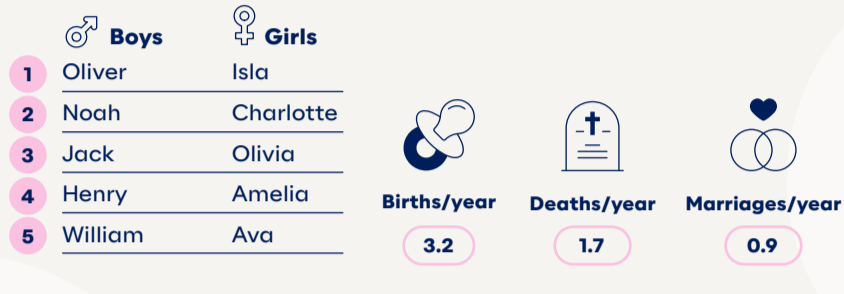 Boys Girls
1 Oliver Isla
2 Noah Charlotte
3 Jack Olivia
4 Henry Amelia
5 William Ava
Births/year Deaths/year Marriages/year
3.2 1.7 0.9